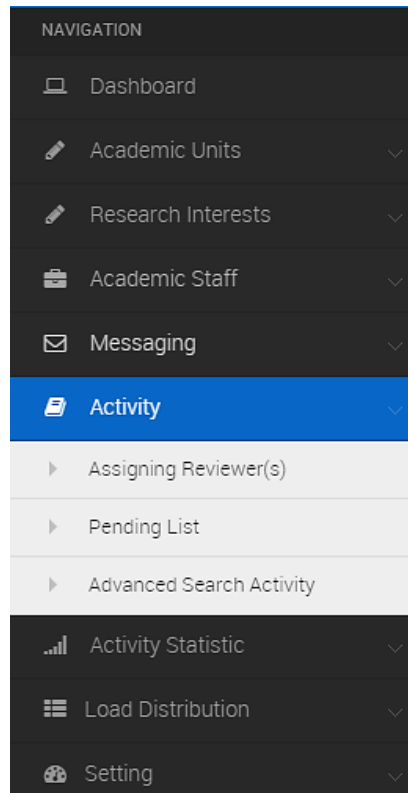 NAVIGATION
Dashboard
Academic Units
Research Interests
Academic Staff
Messaging
Activity
Assigning Reviewer(s)
Pending List
Advanced Search Activity
Activity Statistic
Load Distribution
Setting